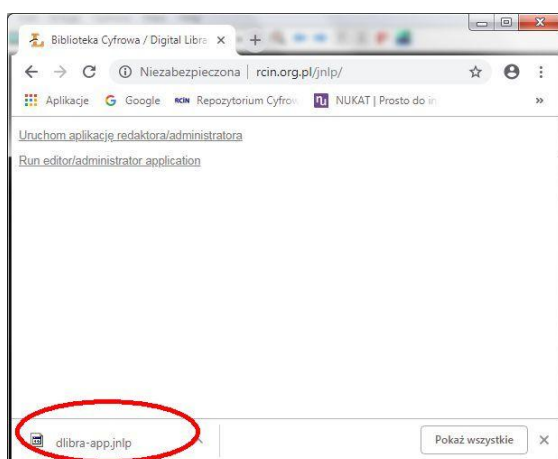 Biblioteka Cyfrowa / Digital Libra
Niezabezpieczona | rcin.org.pl/jnlp/
Aplikacje Google RCIN Repozytorium Cyfrow NUKAT | Prosto do in
Uruchom aplikację redaktora/administratora
Run editor/administrator application
dlibra-app.jnlp
Pokaż wszystkie